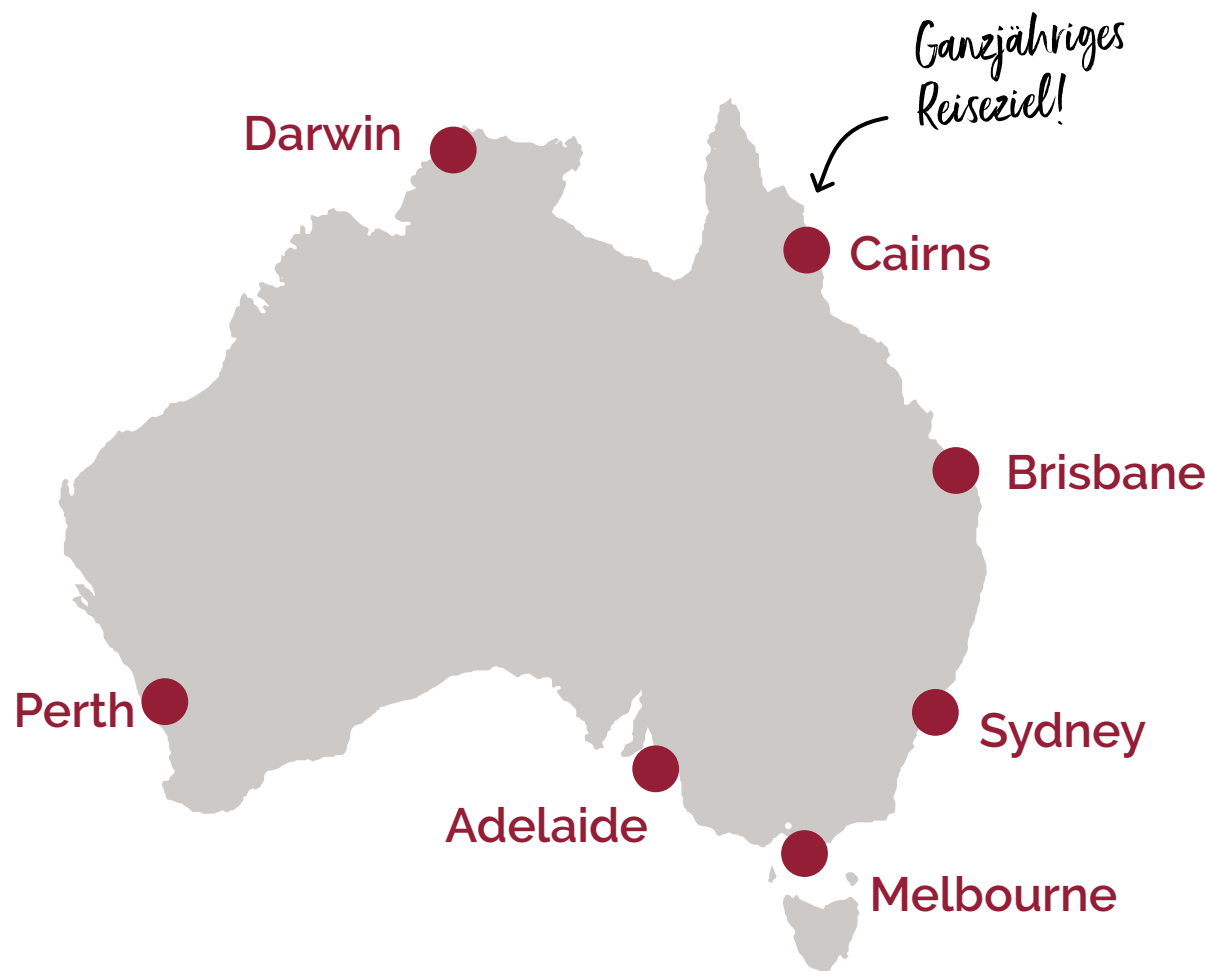 Ganzjähriges
Reiseziel!
Darwin
Cairns
Brisbane
Perth
Sydney
Adelaide
Melbourne